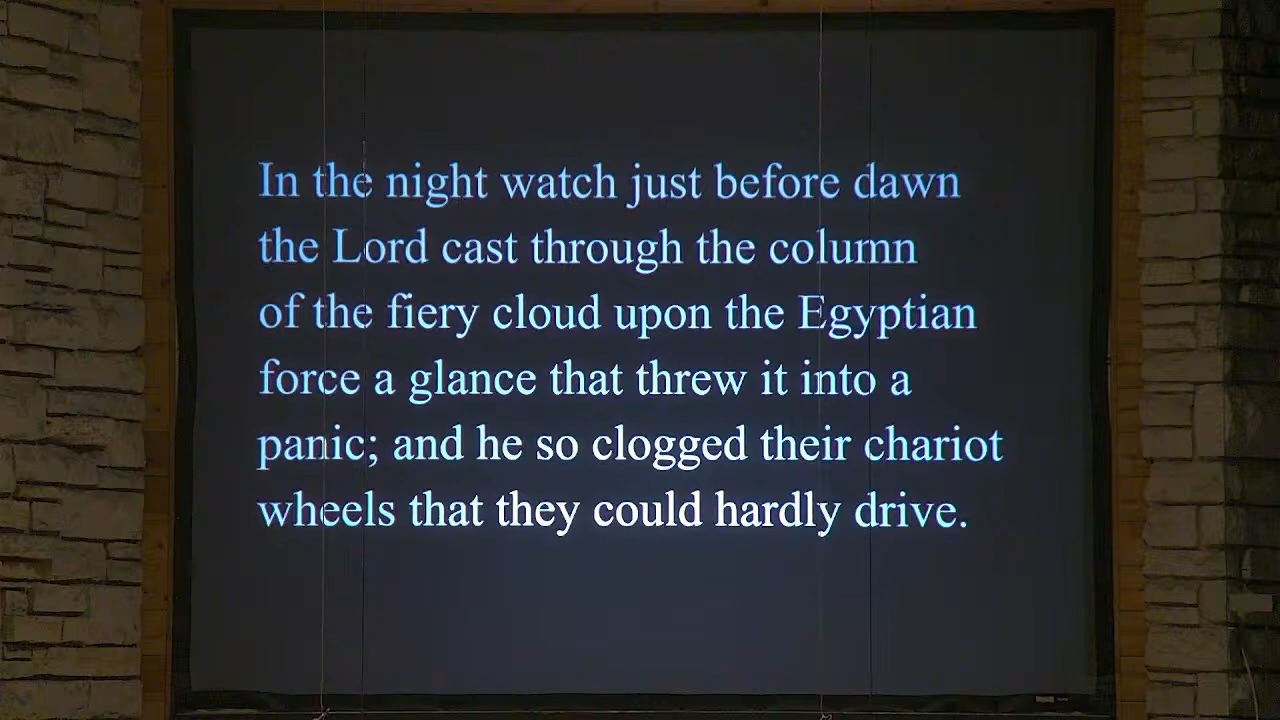 In the night watch just before dawn
the Lord cast through the column
of the fiery cloud upon the Egyptian
force a glance that threw it into a
panic; and he so clogged their chariot
wheels that they could hardly drive.